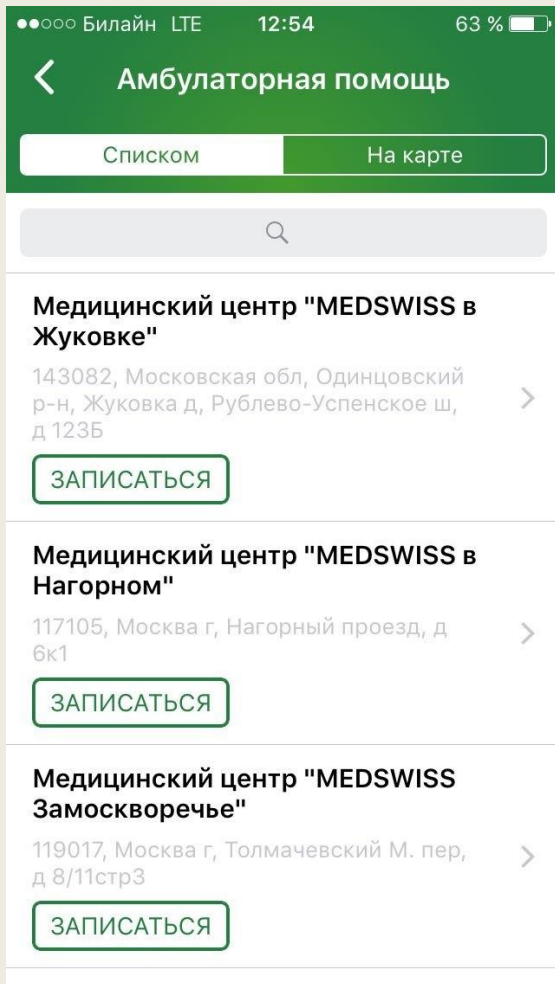 Билайн LTE 12:54 63 %
Амбулаторная помощь
Списком На карте
Медицинский центр "MEDSWISS в
Жуковке"
143082, Московская обл, Одинцовский
р-н, Жуковка д, Рублево-Успенское ш,
д 123Б
ЗАПИСАТЬСЯ
Медицинский центр "MEDSWISS в
Нагорном"
117105, Москва г, Нагорный проезд, д
6к1
ЗАПИСАТЬСЯ
Медицинский центр "MEDSWISS
Замоскворечье"
119017, Москва г, Толмачевский М. пер,
д 8/11стр3
ЗАПИСАТЬСЯ